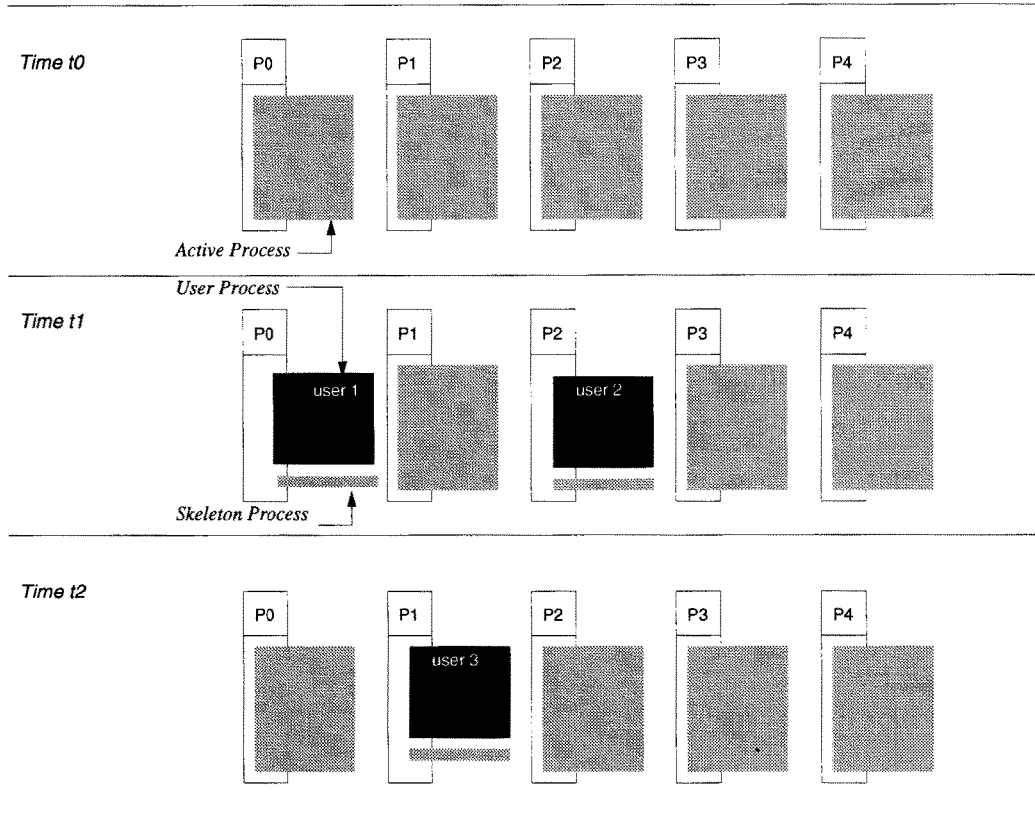 Time t0
P0 P1 P2 P3 P4
Active Process
User Process
Time t1
P0 P1 P2 P3 P4
user 1 user 2
Skeleton Process
Time t2
P0 P1 P2 P3 P4
user 3